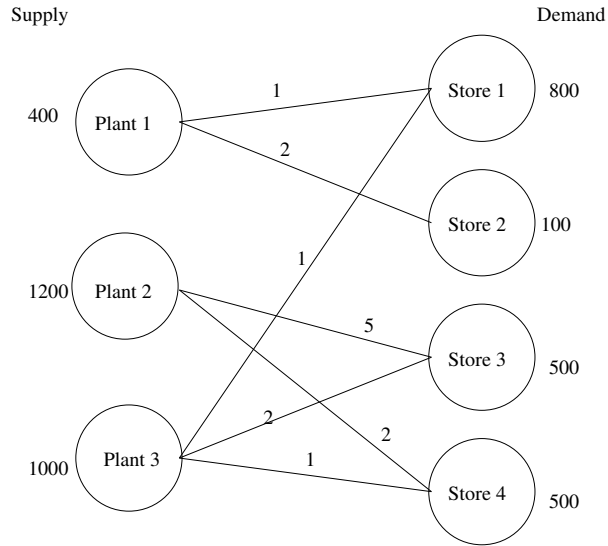 Supply
Demand
1
Store 1
800
400
Plant 1
2
Store 2
100
1
1200
Plant 2
5
Store 3
500
2
2
Plant 3
1
1000
Store 4
500